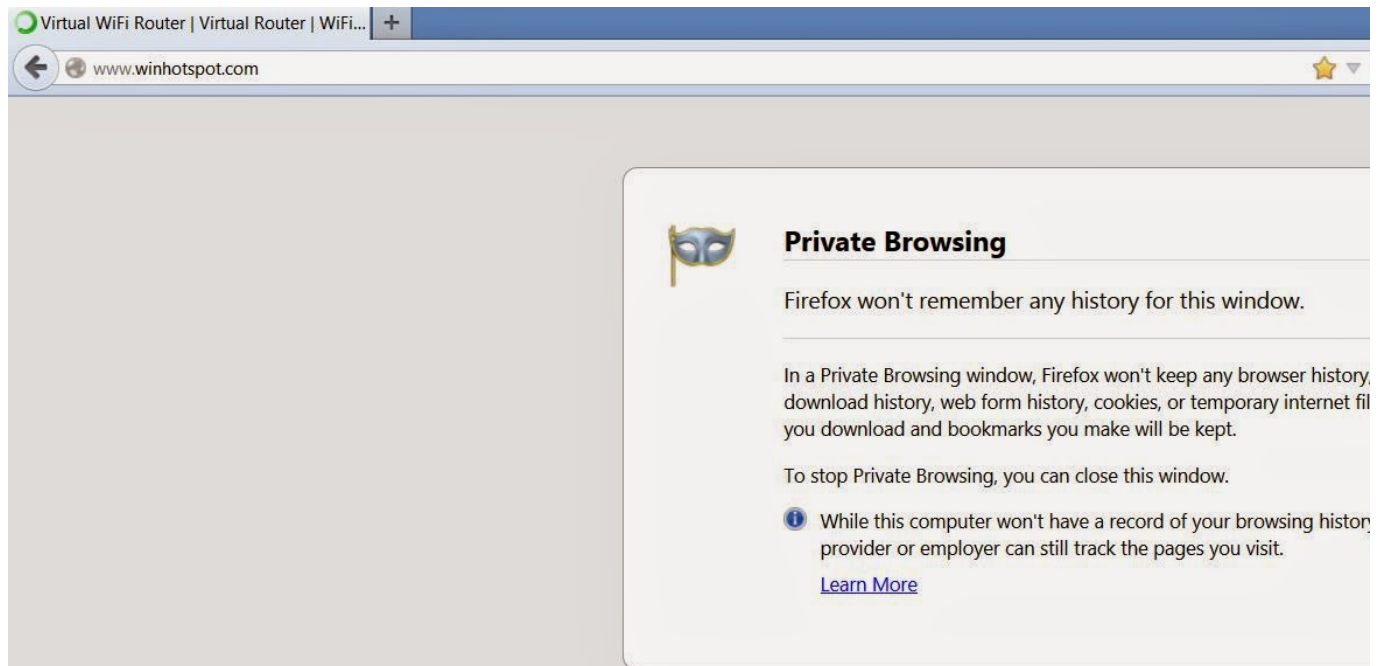 Virtual WiFi Router | Virtual Router | WiFi...
www.winhotspot.com
Private Browsing
Firefox won't remember any history for this window.
In a Private Browsing window, Firefox won't keep any browser history,
download history, web form history, cookies, or temporary internet fil
you download and bookmarks you make will be kept.
To stop Private Browsing, you can close this window.
While this computer won't have a record of your browsing history
provider or employer can still track the pages you visit.
Learn More